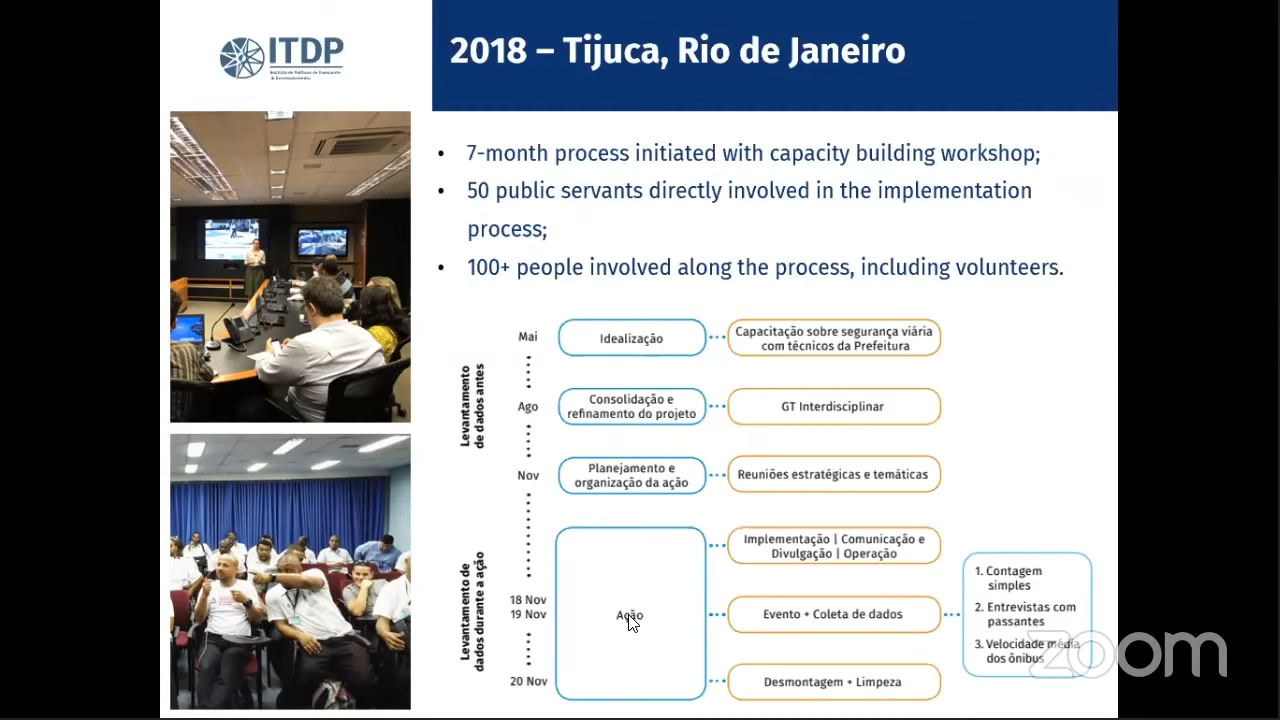 ITDP
Instituto de Políticas de Transporte
& Desenvolvimento
2018 – Tijuca, Rio de Janeiro
• 7-month process initiated with capacity building workshop;
• 50 public servants directly involved in the implementation
process;
• 100+ people involved along the process, including volunteers.
Levantamento
de dados antes
Mai
Idealização
Capacitação sobre segurança viária
com técnicos da Prefeitura
Ago
Consolidação e
refinamento do projeto
GT Interdisciplinar
Nov
Planejamento e
organização da ação
Reuniões estratégicas e temáticas
Levantamento de
dados durante a ação
18 Nov
19 Nov
20 Nov
Ação
Implementação | Comunicação e
Divulgação | Operação
Evento + Coleta de dados
Desmontagem + Limpeza
1. Contagem
simples
2. Entrevistas com
passantes
3. Velocidade média
dos ônibus
zoom